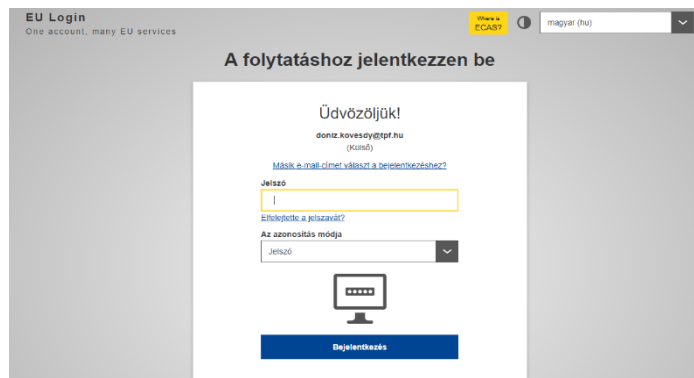 EU Login
One account, many EU services
Where is
ECAS?
magyar (hu)
A folytatáshoz jelentkezzen be
Üdvözöljük!
doniz.kovesdy@tpf.hu
(Külső)
Másik e-mail-címet választ a bejelentkezéshez?
Jelszó
Elfelejtette a jelszavát?
Az azonosítás módja
Jelszó
Bejelentkezés